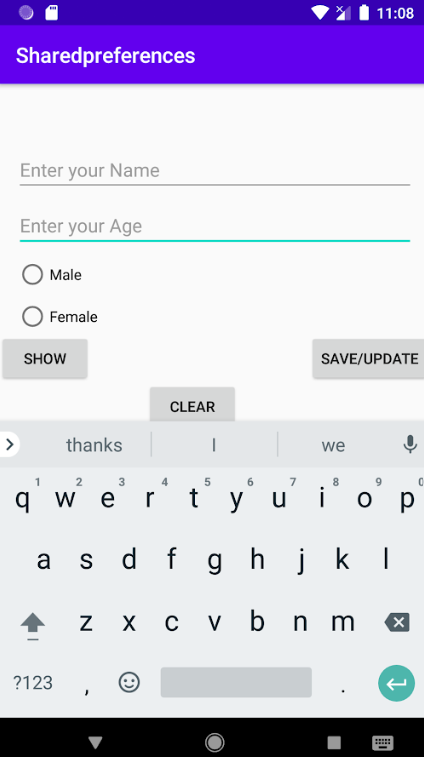 11:08
Sharedpreferences
Enter your Name
Enter your Age
Male
Female
SHOW SAVE/UPDATE
CLEAR
thanks I we
1 2 3 4 5 6 7 8 9 0
q w e r t y u i o p
a s d f g h j k l
z x c v b n m
?123 , .